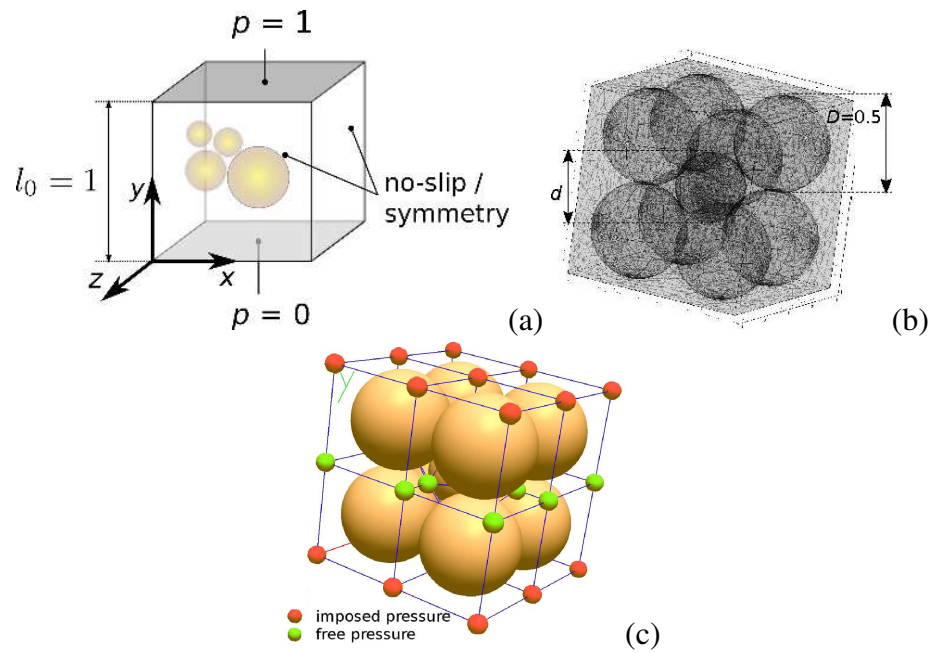 p = 1
l₀ = 1
y
x
z
no-slip /
symmetry
p = 0
(a)
D=0.5
d
(b)
y
imposed pressure
free pressure
(c)